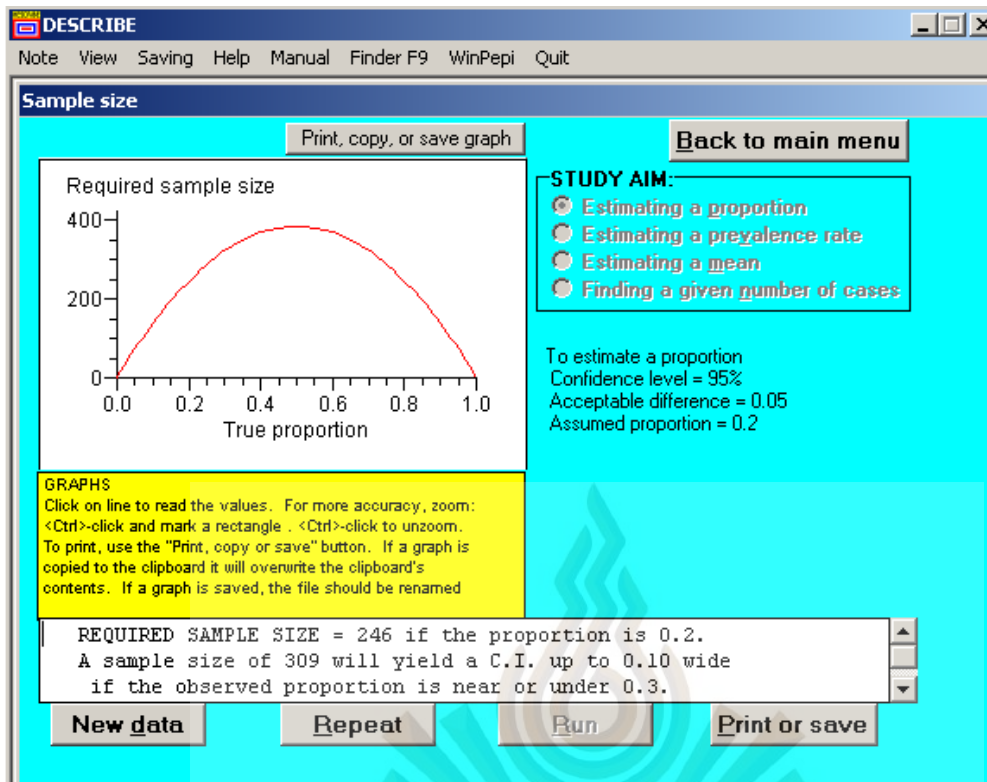 DESCRIBE
Note View Saving Help Manual Finder F9 WinPepi Quit
Sample size
Print, copy, or save graph
Back to main menu
Required sample size
400
200
0
0.0 0.2 0.4 0.6 0.8 1.0
True proportion
STUDY AIM:
Estimating a proportion
Estimating a prevalence rate
Estimating a mean
Finding a given number of cases
To estimate a proportion
Confidence level = 95%
Acceptable difference = 0.05
Assumed proportion = 0.2
GRAPHS
Click on line to read the values. For more accuracy, zoom:
<Ctrl>-click and mark a rectangle . <Ctrl>-click to unzoom.
To print, use the "Print, copy or save" button. If a graph is
copied to the clipboard it will overwrite the clipboard's
contents. If a graph is saved, the file should be renamed
REQUIRED SAMPLE SIZE = 246 if the proportion is 0.2.
A sample size of 309 will yield a C.I. up to 0.10 wide
if the observed proportion is near or under 0.3.
New data
Repeat
Run
Print or save